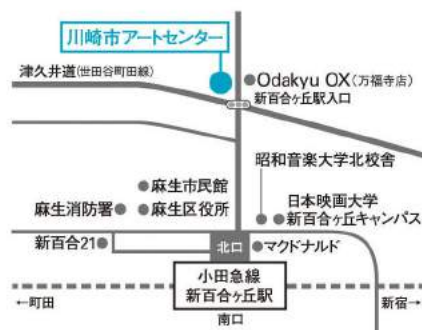 川崎市アートセンター
津久井道(世田谷町田線)
Odakyu OX(万福寺店)
新百合ヶ丘駅入口
昭和音楽大学北校舎
麻生市民館
日本映画大学
新百合ヶ丘キャンパス
麻生消防署
麻生区役所
新百合21
北口
マクドナルド
小田急線
新百合ヶ丘駅
←町田
新宿→
南口